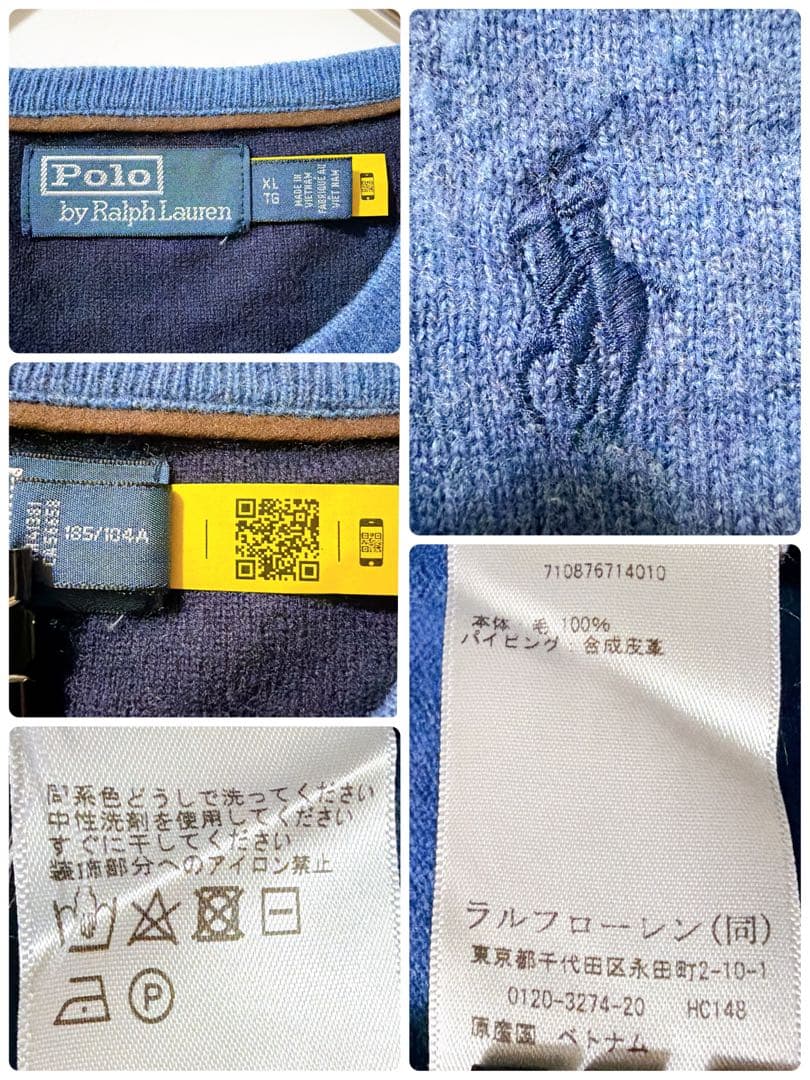 Polo
by Ralph Lauren
XL
TG
MADE IN
VIETNAM
FABRIQUÉ AU
VIET NAM
185/104A
同系色どうしで洗ってください
中性洗剤を使用してください
すぐに干してください
装飾部分へのアイロン禁止
P
710876714010
本体:毛 100%
パイピング:合成皮革
ラルフローレン(同)
東京都千代田区永田町2-10-1
0120-3274-20 HC148
原産国 ベトナム